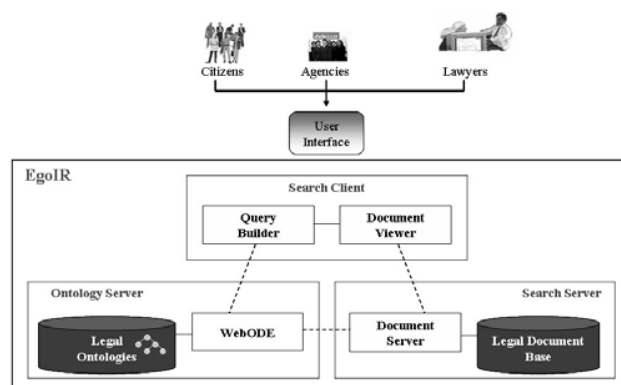 Citizens
Agencies
Lawyers
User
Interface
EgoIR
Search Client
Query
Builder
Document
Viewer
Ontology Server
Search Server
Legal
Ontologies
WebODE
Document
Server
Legal Document
Base